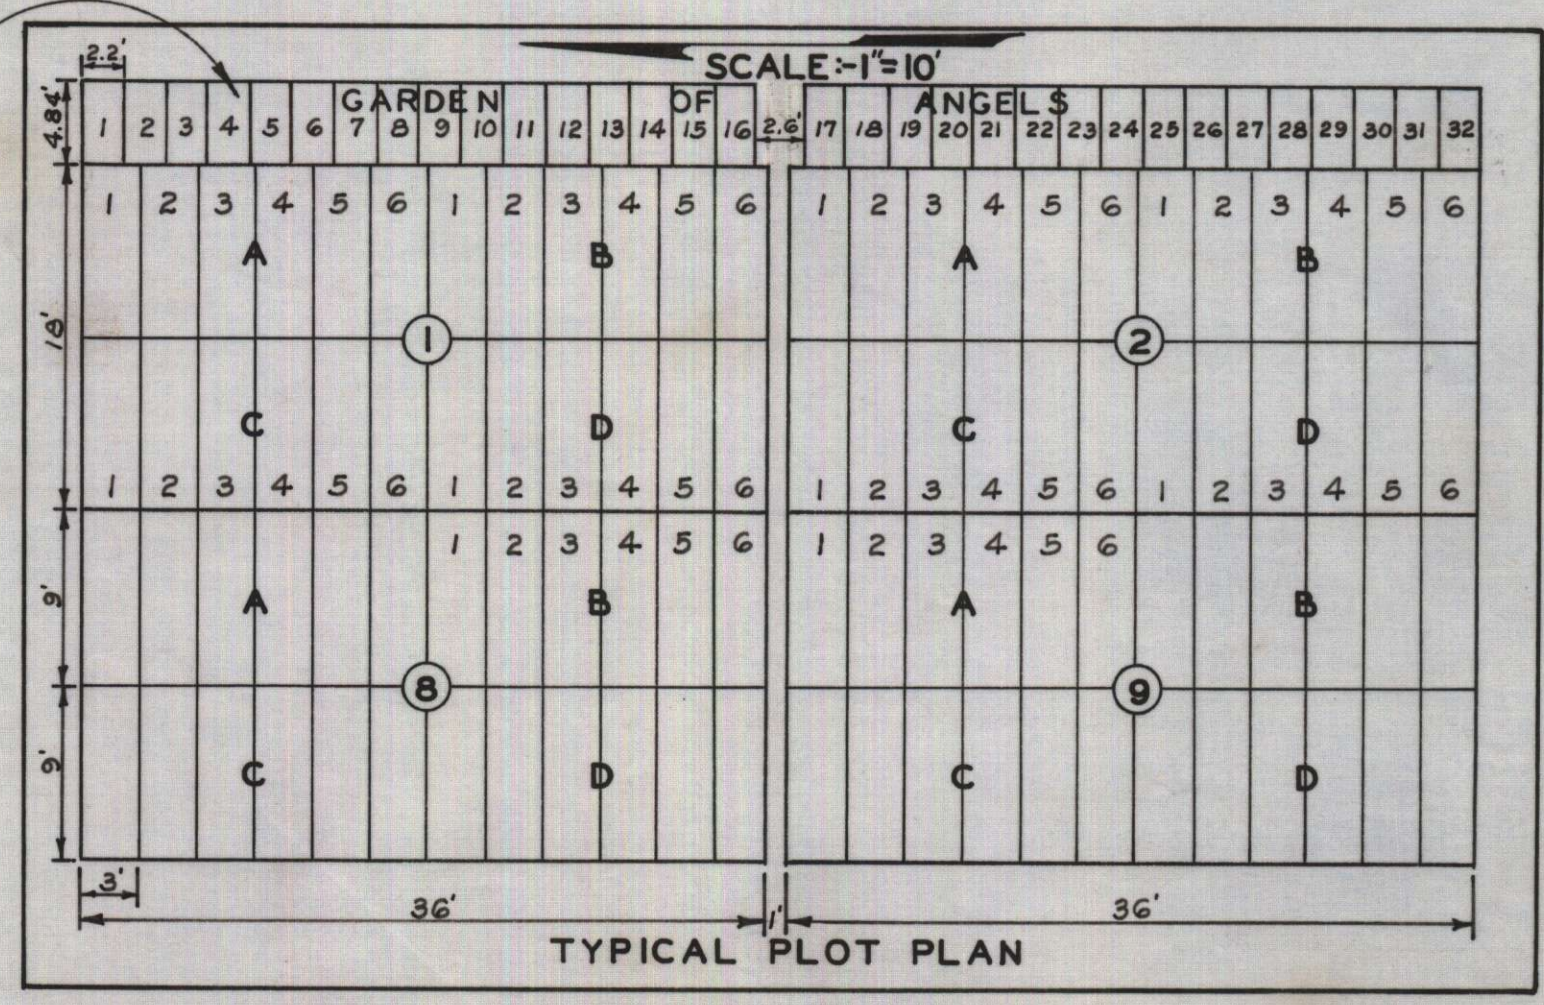 SCALE:-1"=10'
2.2'
GARDEN OF ANGELS
4.84'
1 2 3 4 5 6 7 8 9 10 11 12 13 14 15 16 2.6' 17 18 19 20 21 22 23 24 25 26 27 28 29 30 31 32
1 2 3 4 5 6 1 2 3 4 5 6 1 2 3 4 5 6 1 2 3 4 5 6
A B A B
18' 1 2
C D C D
1 2 3 4 5 6 1 2 3 4 5 6 1 2 3 4 5 6 1 2 3 4 5 6
1 2 3 4 5 6 1 2 3 4 5 6
9' A B A B
8 9
9' C D C D
3'
36' 1' 36'
TYPICAL PLOT PLAN